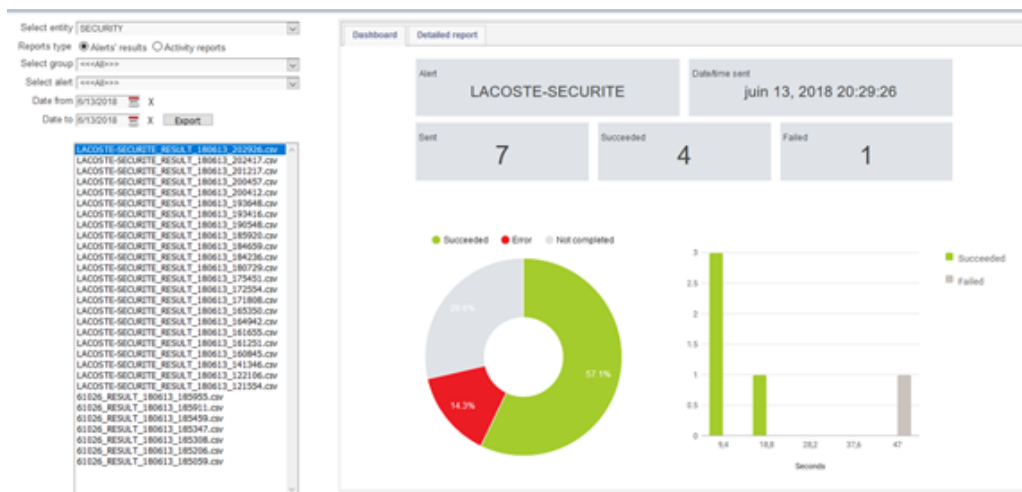 Select entity SECURITY
Reports type Alerts' results Activity reports
Select group <<<All>>>
Select alert <<<All>>>
Date from 6/13/2018 X
Date to 6/13/2018 X Export
LACOSTE-SECURITE_RESULT_180613_202926.csv
LACOSTE-SECURITE_RESULT_180613_202417.csv
LACOSTE-SECURITE_RESULT_180613_201217.csv
LACOSTE-SECURITE_RESULT_180613_200457.csv
LACOSTE-SECURITE_RESULT_180613_200412.csv
LACOSTE-SECURITE_RESULT_180613_193648.csv
LACOSTE-SECURITE_RESULT_180613_193416.csv
LACOSTE-SECURITE_RESULT_180613_190548.csv
LACOSTE-SECURITE_RESULT_180613_185920.csv
LACOSTE-SECURITE_RESULT_180613_184659.csv
LACOSTE-SECURITE_RESULT_180613_184236.csv
LACOSTE-SECURITE_RESULT_180613_180729.csv
LACOSTE-SECURITE_RESULT_180613_175451.csv
LACOSTE-SECURITE_RESULT_180613_172554.csv
LACOSTE-SECURITE_RESULT_180613_171808.csv
LACOSTE-SECURITE_RESULT_180613_165350.csv
LACOSTE-SECURITE_RESULT_180613_164942.csv
LACOSTE-SECURITE_RESULT_180613_161655.csv
LACOSTE-SECURITE_RESULT_180613_161251.csv
LACOSTE-SECURITE_RESULT_180613_160845.csv
LACOSTE-SECURITE_RESULT_180613_141346.csv
LACOSTE-SECURITE_RESULT_180613_122106.csv
LACOSTE-SECURITE_RESULT_180613_121554.csv
61026_RESULT_180613_185955.csv
61026_RESULT_180613_185911.csv
61026_RESULT_180613_185459.csv
61026_RESULT_180613_185347.csv
61026_RESULT_180613_185308.csv
61026_RESULT_180613_185206.csv
61026_RESULT_180613_185059.csv
Dashboard Detailed report
Alert
LACOSTE-SECURITE
Date/time sent
juin 13, 2018 20:29:26
Sent
7
Succeeded
4
Failed
1
Succeeded Error Not completed
28.6%
57.1%
14.3%
3
2.5
2
1.5
1
0.5
0
9,4 18,8 28,2 37,6 47
Seconds
Succeeded
Failed